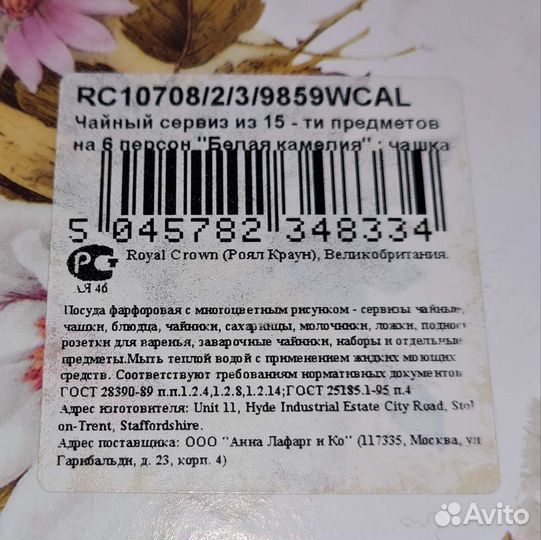 RC10708/2/3/9859WCAL
Чайный сервиз из 15 - ти предметов
на 6 персон "Белая камелия" : чашка
5 045782 348334
РС Royal Crown (Роял Краун), Великобритания.
АЯ 46
Посуда фарфоровая с многоцветным рисунком - сервизы чайные,
чашки, блюдца, чайники, сахарницы, молочники, ложки, поднос
розетки для варенья, заварочные чайники, наборы и отдельные
предметы.Мыть теплой водой с применением жидких моющих
средств. Соответствуют требованиям нормативных документов
ГОСТ 28390-89 п.п.1.2.4,1.2.8,1.2.14;ГОСТ 25185.1-95 п.4
Адрес изготовителя: Unit 11, Hyde Industrial Estate City Road, Stok
on-Trent, Staffordshire.
Адрес поставщика: ООО "Анна Лафарг и Ко" (117335, Москва, ул
Гарибальди, д. 23, корп. 4)
Avito